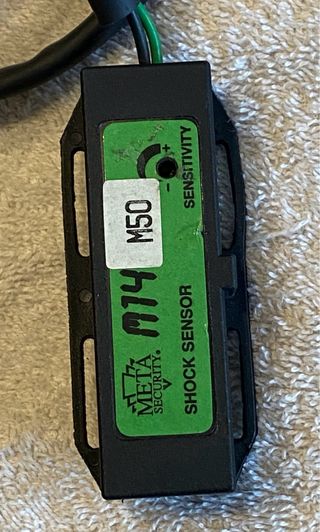 +
-
SENSITIVITY
M50
M14
META
SECURITY®
SHOCK SENSOR